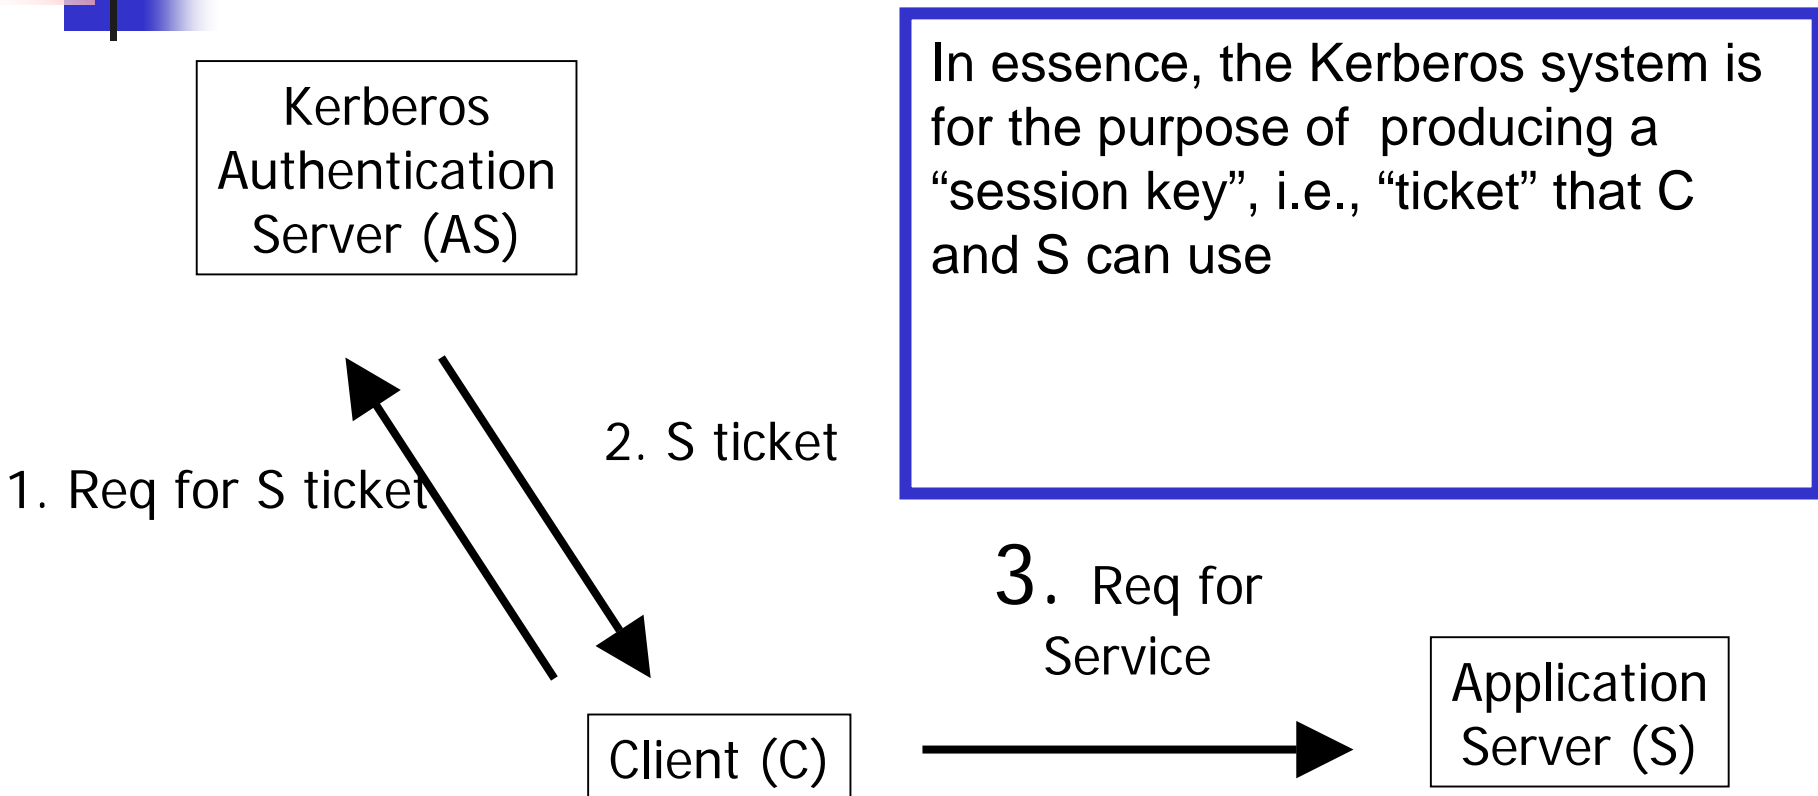 Kerberos
Authentication
Server (AS)
In essence, the Kerberos system is
for the purpose of  producing a
“session key”, i.e., “ticket” that C
and S can use
2. S ticket
1. Req for S ticket
3. Req for
Service
Client (C)
Application
Server (S)